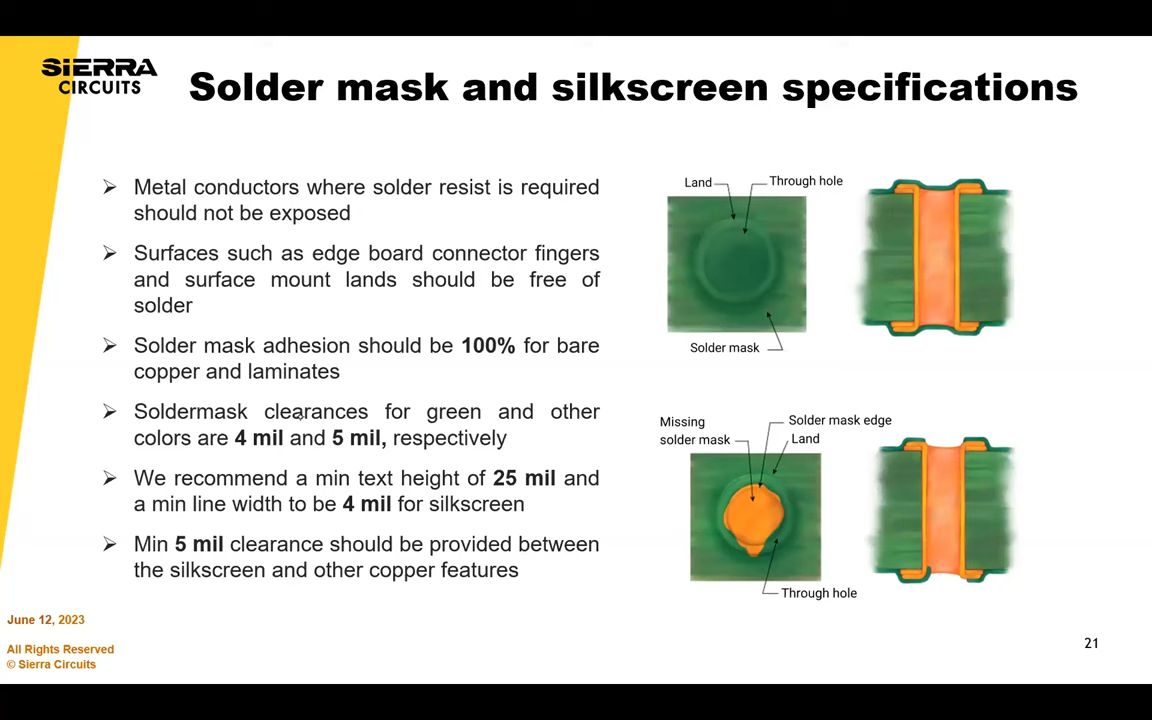 SIERRA
CIRCUITS
Solder mask and silkscreen specifications
Metal conductors where solder resist is required
should not be exposed
Surfaces such as edge board connector fingers
and surface mount lands should be free of
solder
Solder mask adhesion should be 100% for bare
copper and laminates
Soldermask clearances for green and other
colors are 4 mil and 5 mil, respectively
We recommend a min text height of 25 mil and
a min line width to be 4 mil for silkscreen
Min 5 mil clearance should be provided between
the silkscreen and other copper features
Land
Through hole
Solder mask
Missing
solder mask
Solder mask edge
Land
Through hole
June 12, 2023
All Rights Reserved
© Sierra Circuits
21